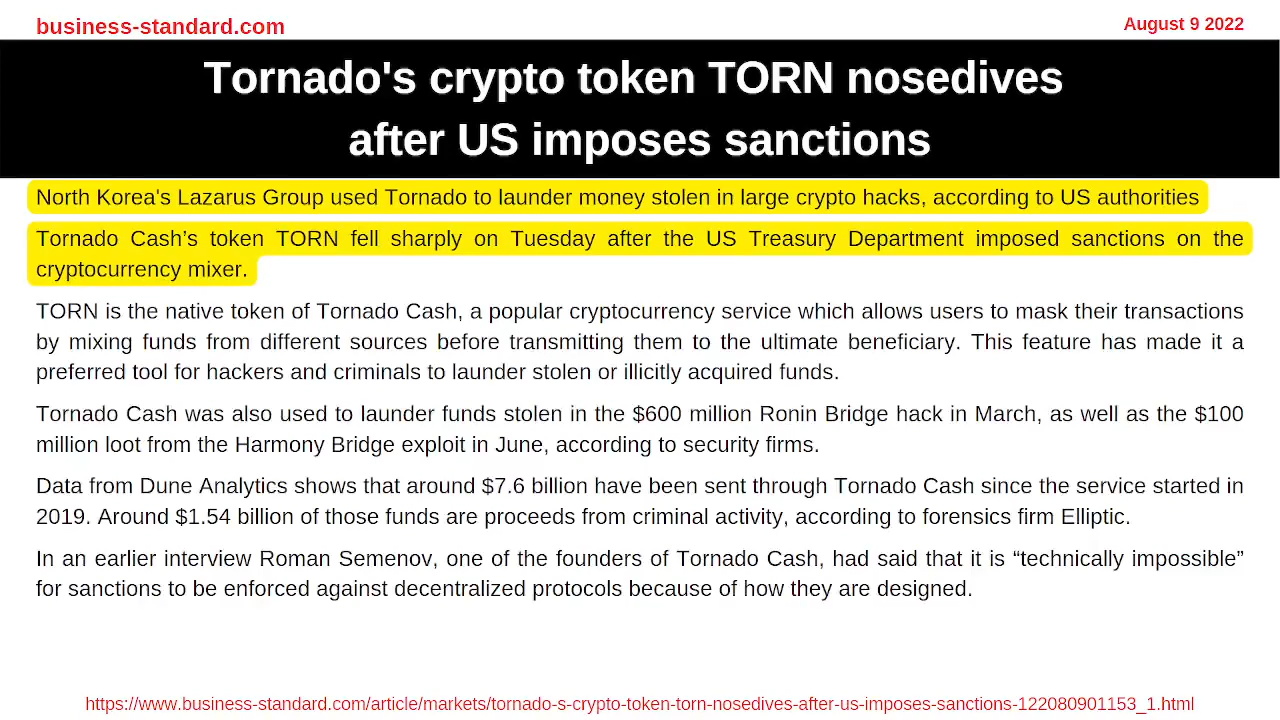 business-standard.com
August 9 2022
Tornado's crypto token TORN nosedives
after US imposes sanctions
North Korea's Lazarus Group used Tornado to launder money stolen in large crypto hacks, according to US authorities
Tornado Cash’s token TORN fell sharply on Tuesday after the US Treasury Department imposed sanctions on the
cryptocurrency mixer.
TORN is the native token of Tornado Cash, a popular cryptocurrency service which allows users to mask their transactions
by mixing funds from different sources before transmitting them to the ultimate beneficiary. This feature has made it a
preferred tool for hackers and criminals to launder stolen or illicitly acquired funds.
Tornado Cash was also used to launder funds stolen in the $600 million Ronin Bridge hack in March, as well as the $100
million loot from the Harmony Bridge exploit in June, according to security firms.
Data from Dune Analytics shows that around $7.6 billion have been sent through Tornado Cash since the service started in
2019. Around $1.54 billion of those funds are proceeds from criminal activity, according to forensics firm Elliptic.
In an earlier interview Roman Semenov, one of the founders of Tornado Cash, had said that it is “technically impossible”
for sanctions to be enforced against decentralized protocols because of how they are designed.
https://www.business-standard.com/article/markets/tornado-s-crypto-token-torn-nosedives-after-us-imposes-sanctions-122080901153_1.html